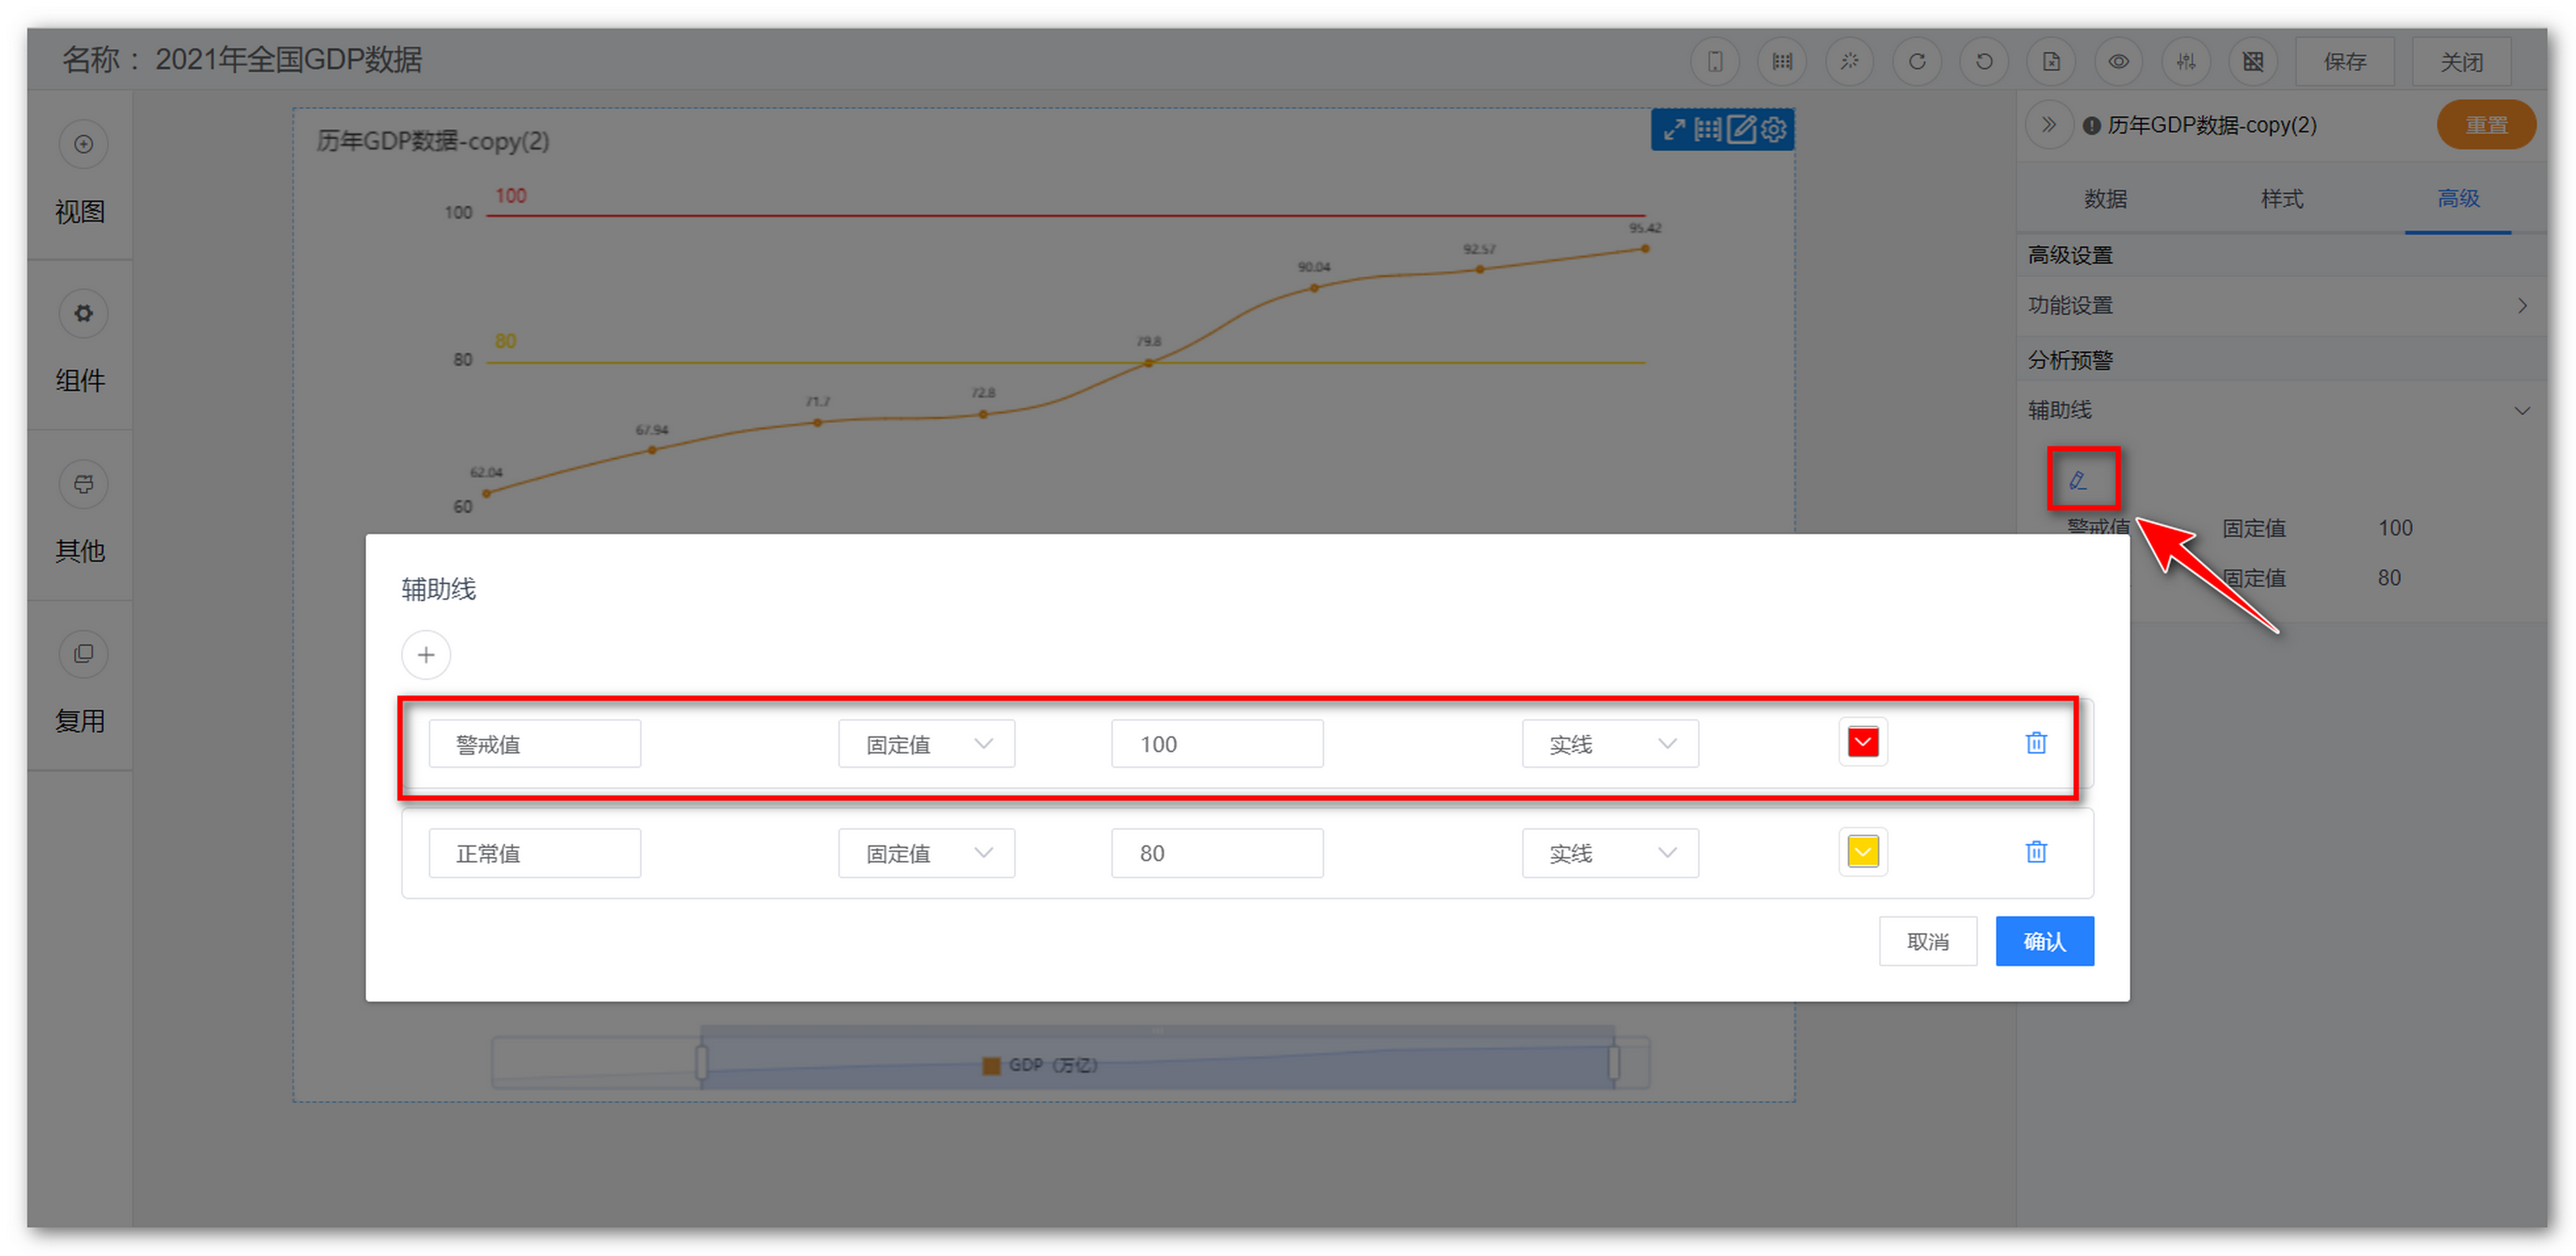 名称： 2021年全国GDP数据
保存
关闭
视图
组件
其他
复用
历年GDP数据-copy(2)
100
100
80
80
60
62.04
67.94
71.7
72.8
79.8
90.04
92.57
95.42
GDP（万亿）
历年GDP数据-copy(2)
重置
数据
样式
高级
高级设置
功能设置
分析预警
辅助线
警戒值
固定值
100
固定值
80
辅助线
警戒值
固定值
100
实线
正常值
固定值
80
实线
取消
确认